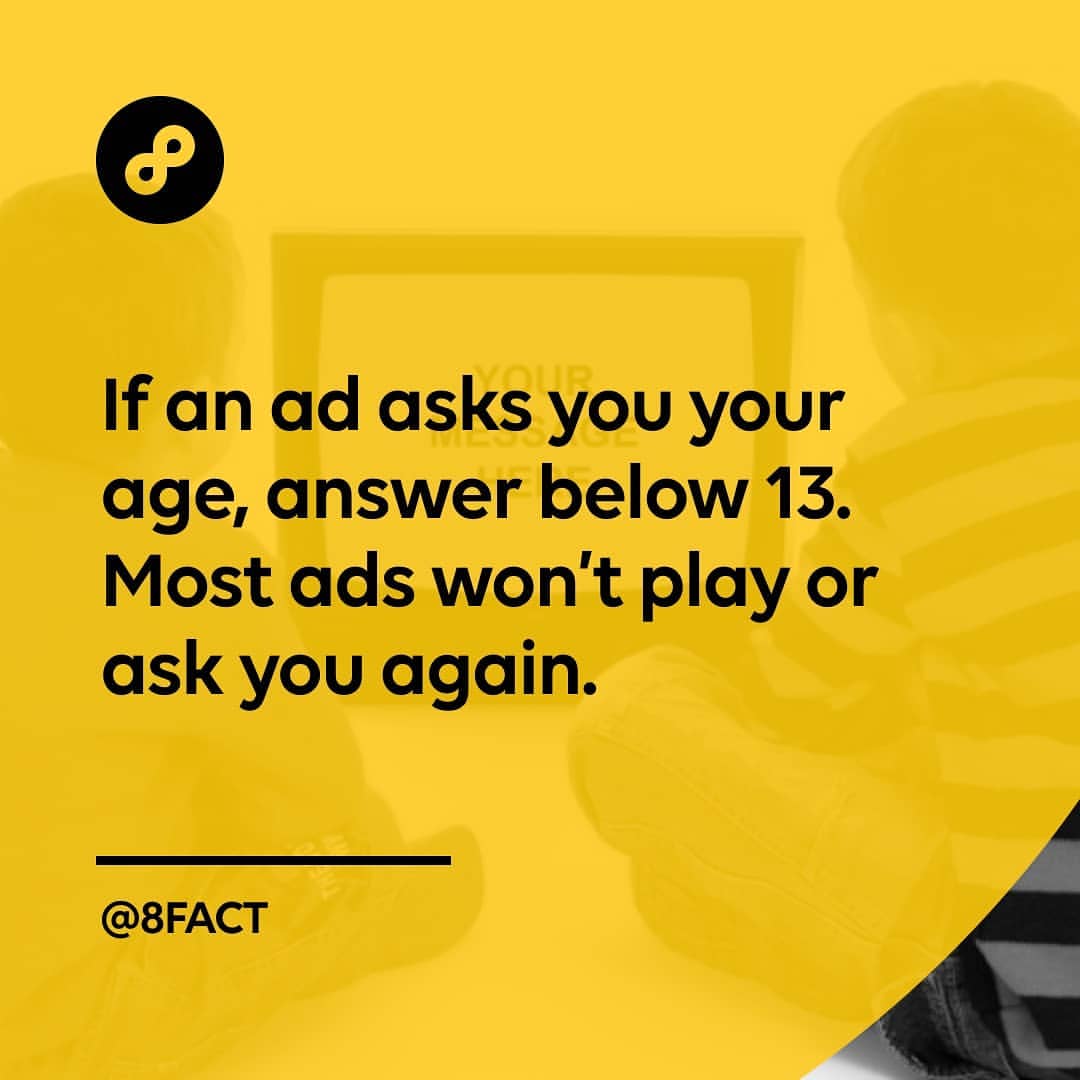 If an ad asks you your
age, answer below 13.
Most ads won't play or
ask you again.
@8FACT
YOUR
MESSAGE
HERE